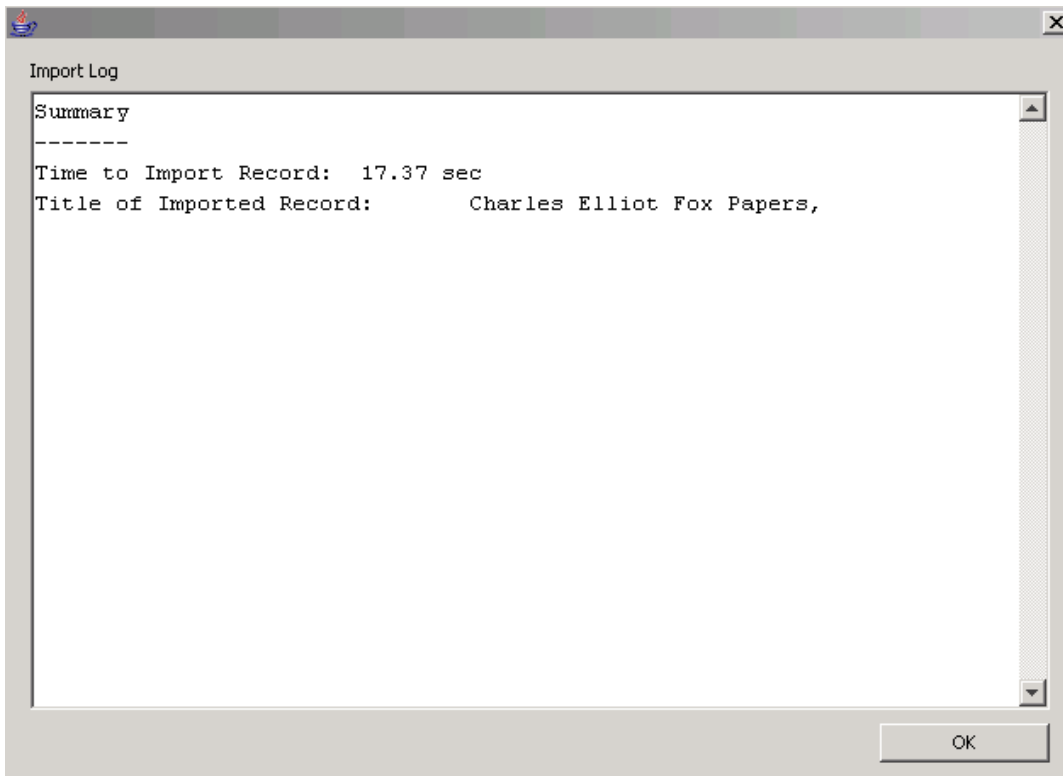 Import Log
Summary
-------
Time to Import Record:  17.37 sec
Title of Imported Record:      Charles Elliot Fox Papers,
OK